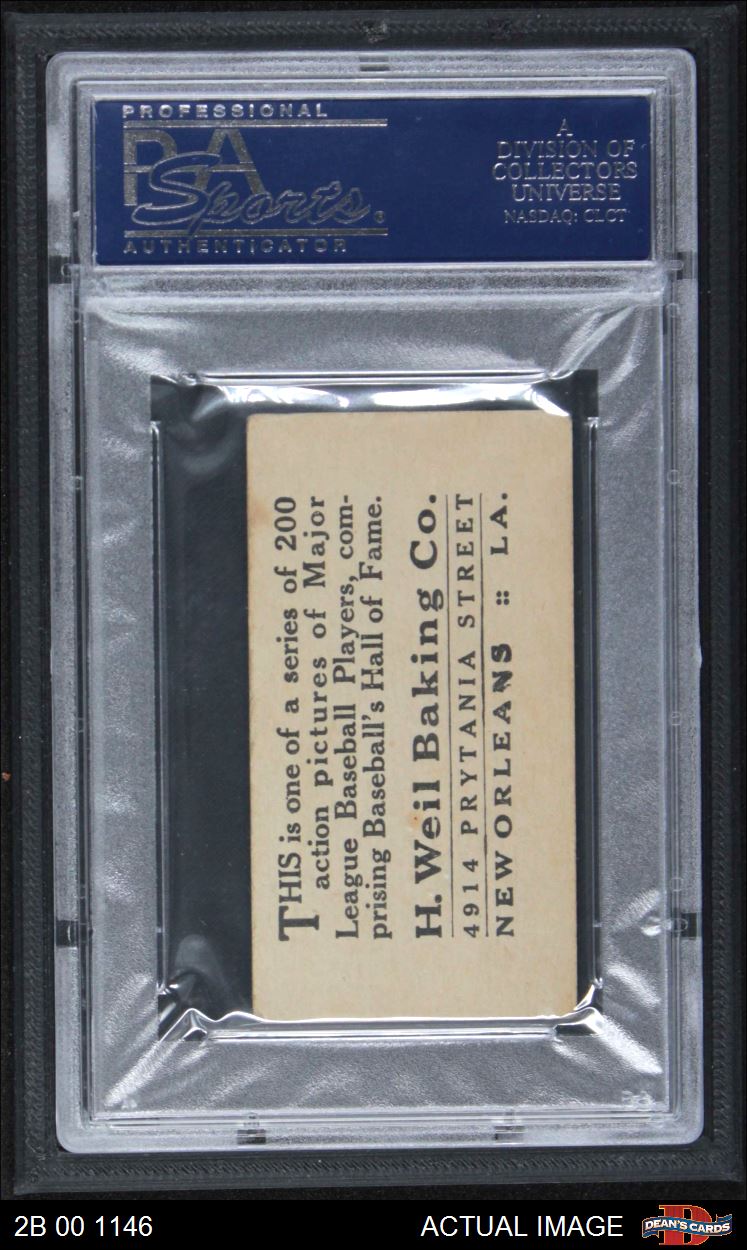 PROFESSIONAL
PSA
Sports
AUTHENTICATOR
A
DIVISION OF
COLLECTORS
UNIVERSE
NASDAQ: CLCT
THIS is one of a series of 200
action pictures of Major
League Baseball Players, com-
prising Baseball's Hall of Fame.
H. Weil Baking Co.
4914 PRYTANIA STREET
NEW ORLEANS :: LA.
2B 00 1146
ACTUAL IMAGE
D
DEAN'S CARDS